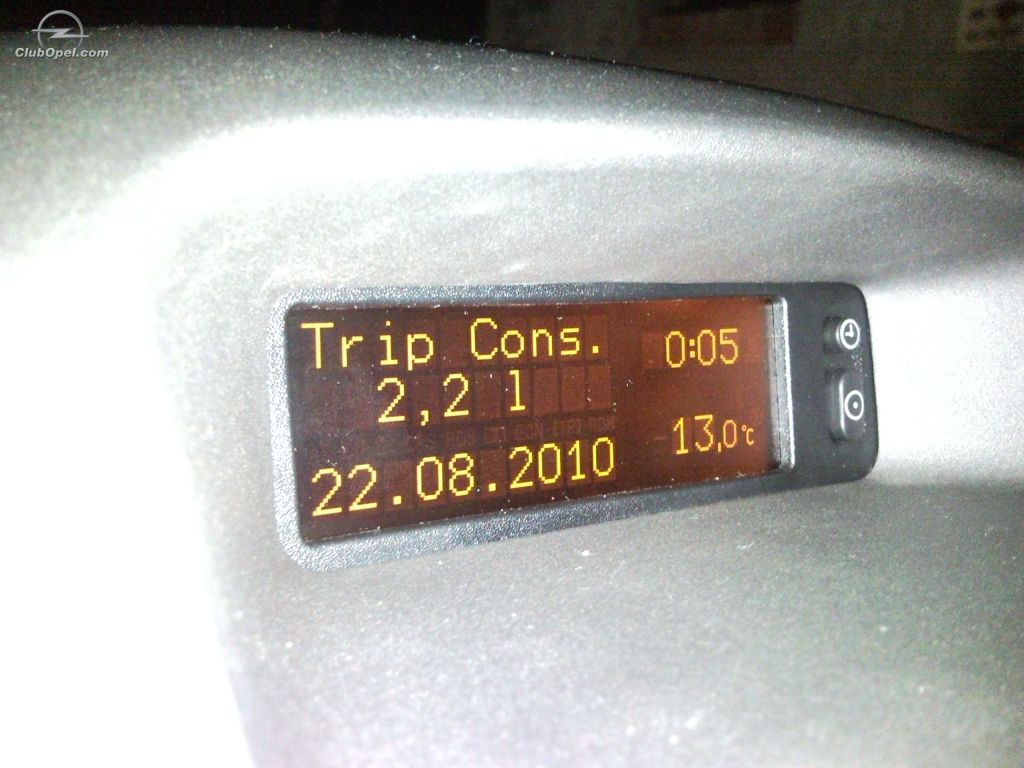 ClubOpel.com
Trip Cons.
0:05
2,2 l
13,0°C
22.08.2010